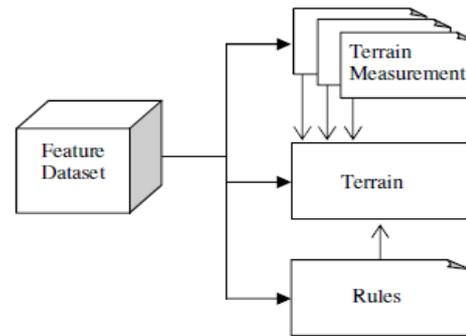 Terrain
Measurement
Feature
Dataset
Terrain
Rules